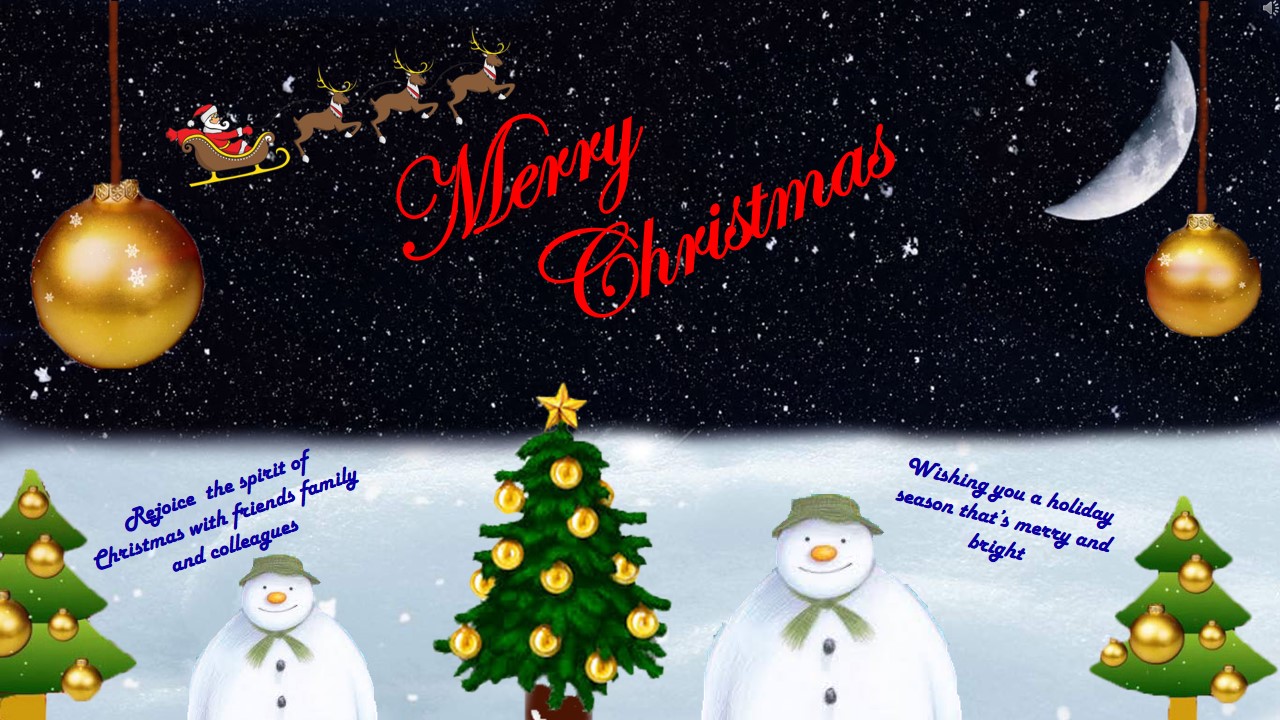 Merry
Christmas
Rejoice the spirit of
Christmas with friends family
and colleagues
Wishing you a holiday
season that's merry and
bright